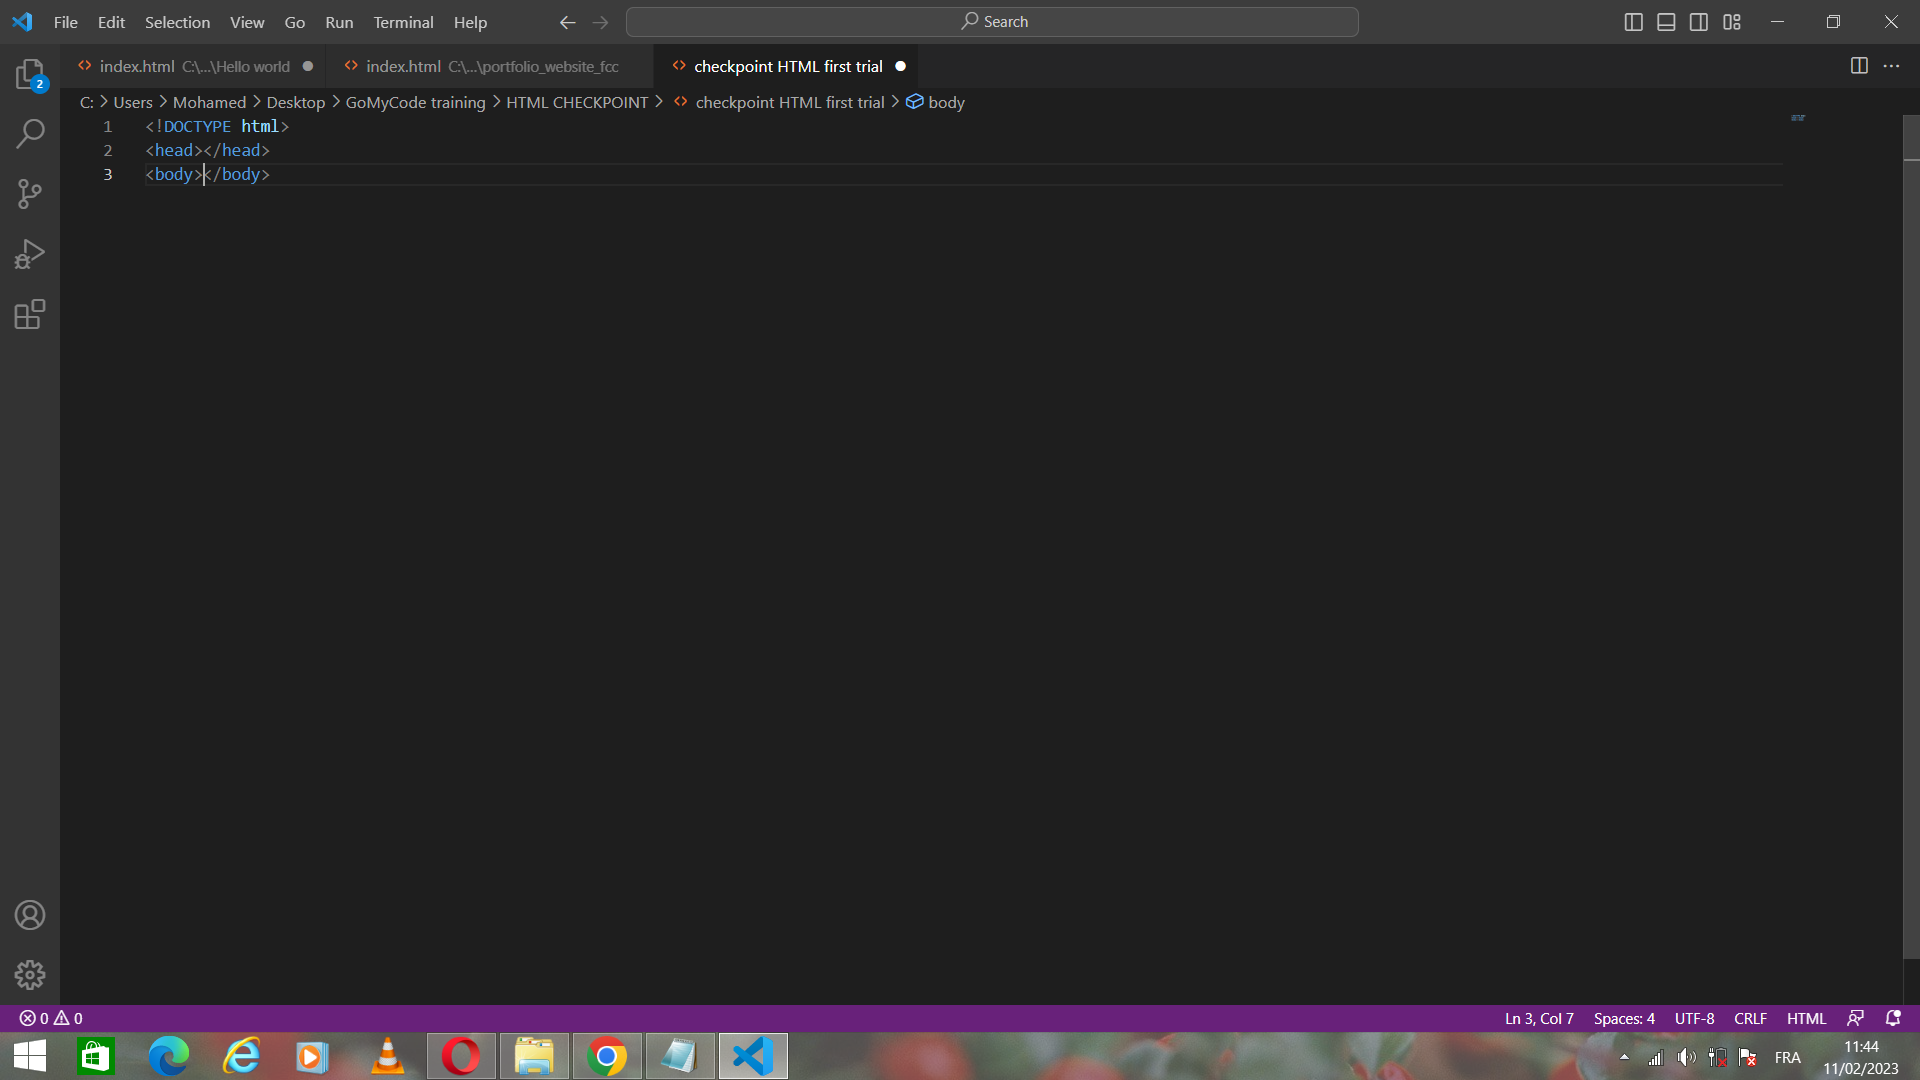 File Edit Selection View Go Run Terminal Help Search
2
index.html C:\...\Hello world index.html C:\...\portfolio_website_fcc checkpoint HTML first trial
C: > Users > Mohamed > Desktop > GoMyCode training > HTML CHECKPOINT > checkpoint HTML first trial > body
1 <!DOCTYPE html>
2 <head></head>
3 <body></body>
0 0 Ln 3, Col 7 Spaces: 4 UTF-8 CRLF HTML
FRA 11:44
11/02/2023